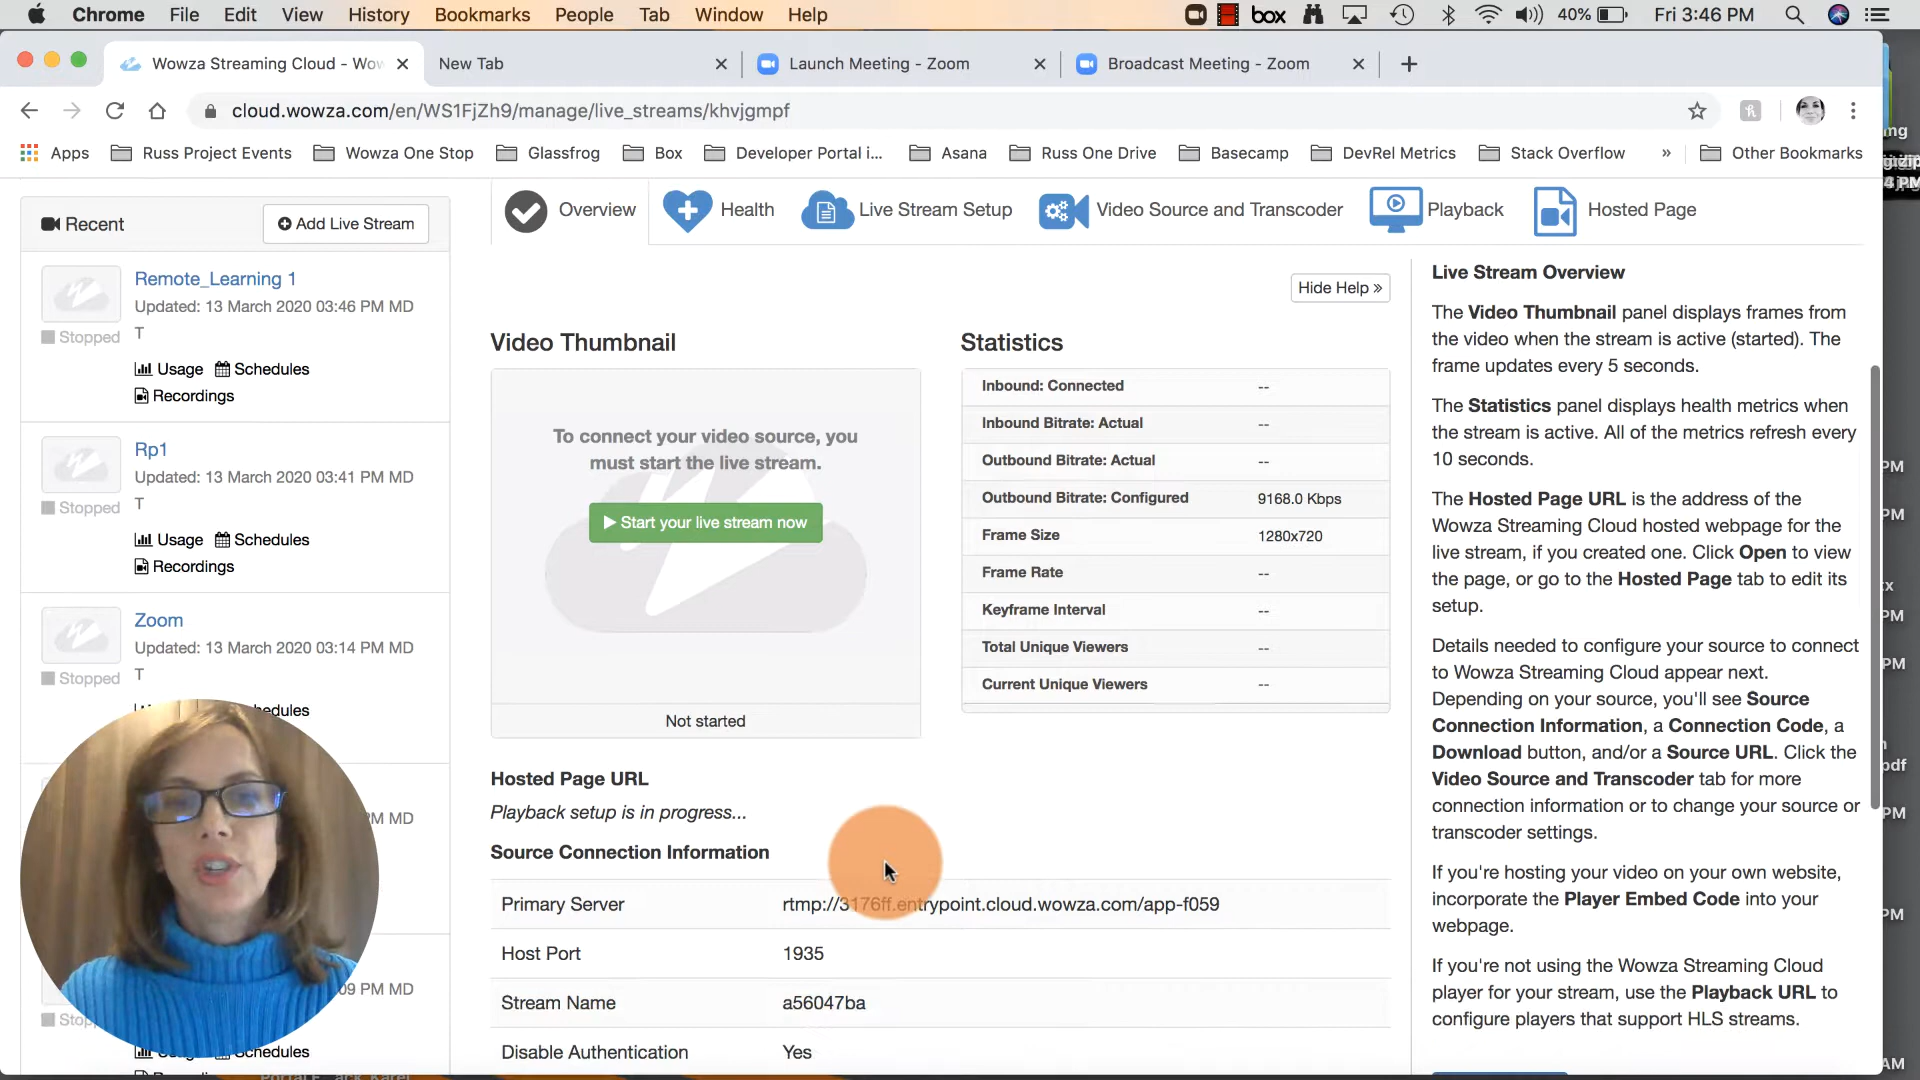 Chrome File Edit View History Bookmarks People Tab Window Help box 40% Fri 3:46 PM
Wowza Streaming Cloud - Wow New Tab Launch Meeting - Zoom Broadcast Meeting - Zoom
cloud.wowza.com/en/WS1FjZh9/manage/live_streams/khvjgmpf
Apps Russ Project Events Wowza One Stop Glassfrog Box Developer Portal i... Asana Russ One Drive Basecamp DevRel Metrics Stack Overflow » Other Bookmarks
Recent Add Live Stream
Remote_Learning 1
Updated: 13 March 2020 03:46 PM MD
T
Stopped
Usage Schedules
Recordings
Rp1
Updated: 13 March 2020 03:41 PM MD
T
Stopped
Usage Schedules
Recordings
Zoom
Updated: 13 March 2020 03:14 PM MD
T
Stopped
edules
PM MD
09 PM MD
Schedules
Overview Health Live Stream Setup Video Source and Transcoder Playback Hosted Page
Hide Help »
Video Thumbnail
To connect your video source, you
must start the live stream.
Start your live stream now
Not started
Statistics
Inbound: Connected --
Inbound Bitrate: Actual --
Outbound Bitrate: Actual --
Outbound Bitrate: Configured 9168.0 Kbps
Frame Size 1280x720
Frame Rate --
Keyframe Interval --
Total Unique Viewers --
Current Unique Viewers --
Hosted Page URL
Playback setup is in progress...
Source Connection Information
Primary Server rtmp://3176ff.entrypoint.cloud.wowza.com/app-f059
Host Port 1935
Stream Name a56047ba
Disable Authentication Yes
Live Stream Overview
The Video Thumbnail panel displays frames from
the video when the stream is active (started). The
frame updates every 5 seconds.
The Statistics panel displays health metrics when
the stream is active. All of the metrics refresh every
10 seconds.
The Hosted Page URL is the address of the
Wowza Streaming Cloud hosted webpage for the
live stream, if you created one. Click Open to view
the page, or go to the Hosted Page tab to edit its
setup.
Details needed to configure your source to connect
to Wowza Streaming Cloud appear next.
Depending on your source, you'll see Source
Connection Information, a Connection Code, a
Download button, and/or a Source URL. Click the
Video Source and Transcoder tab for more
connection information or to change your source or
transcoder settings.
If you're hosting your video on your own website,
incorporate the Player Embed Code into your
webpage.
If you're not using the Wowza Streaming Cloud
player for your stream, use the Playback URL to
configure players that support HLS streams.